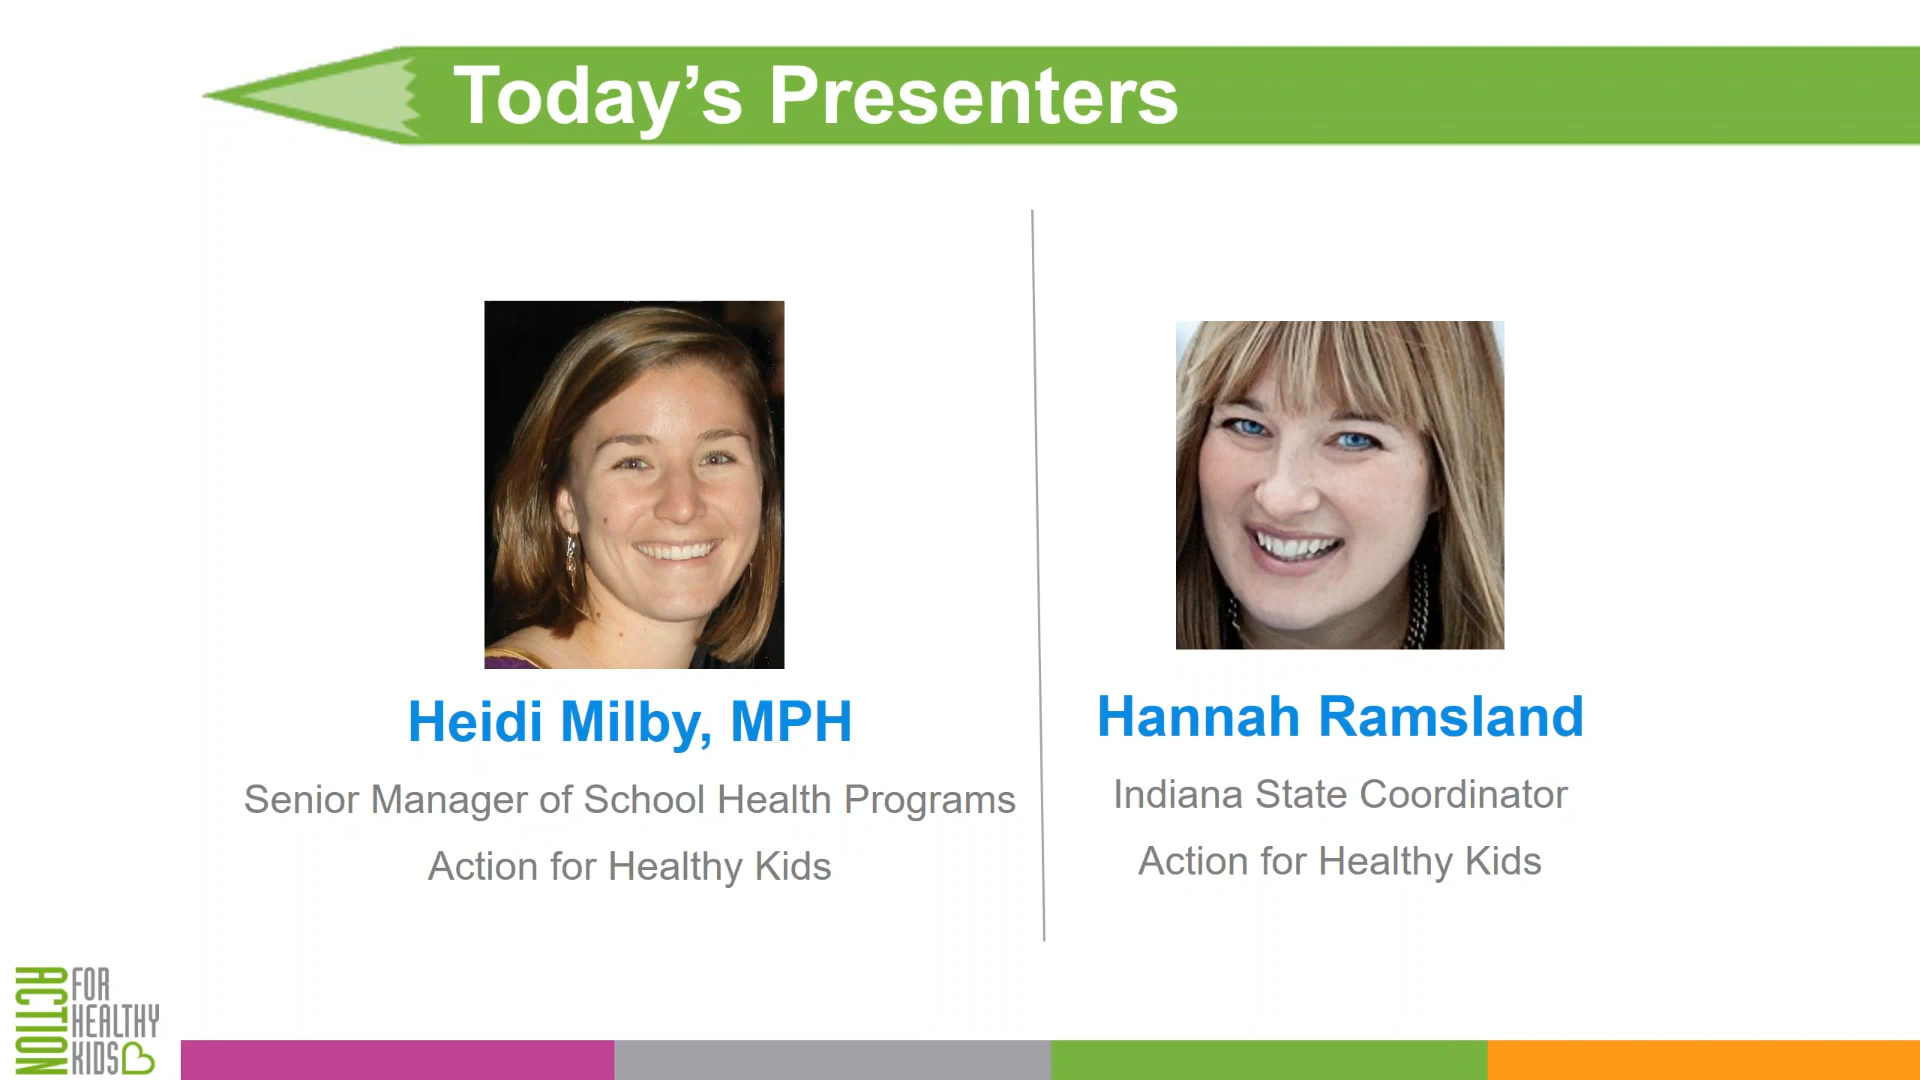 Today’s Presenters
Heidi Milby, MPH
Senior Manager of School Health Programs
Action for Healthy Kids
Hannah Ramsland
Indiana State Coordinator
Action for Healthy Kids
ACTION
FOR
HEALTHY
KIDS